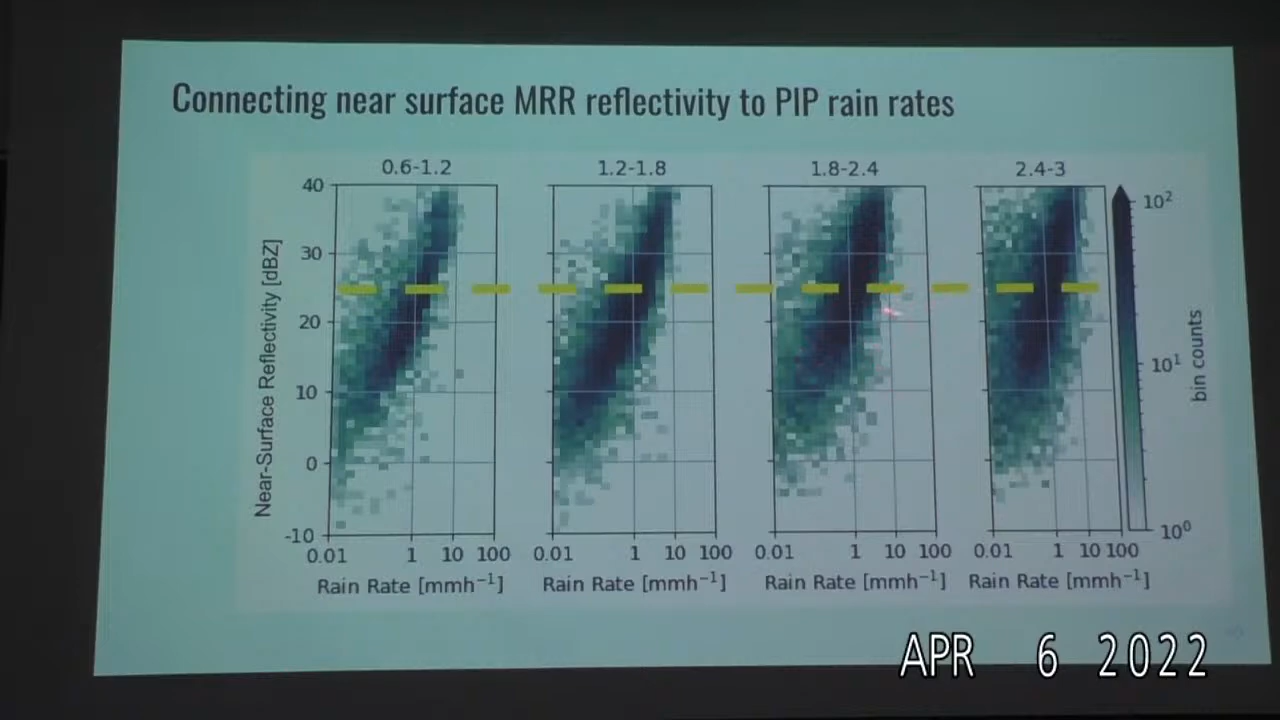 Connecting near surface MRR reflectivity to PIP rain rates
0.6-1.2 1.2-1.8 1.8-2.4 2.4-3
Near-Surface Reflectivity [dBZ]
40
30
20
10
0
-10
10²
10¹
10⁰
bin counts
0.01 1 10 100 0.01 1 10 100 0.01 1 10 100 0.01 1 10 100
Rain Rate [mmh⁻¹] Rain Rate [mmh⁻¹] Rain Rate [mmh⁻¹] Rain Rate [mmh⁻¹]
APR 6 2022